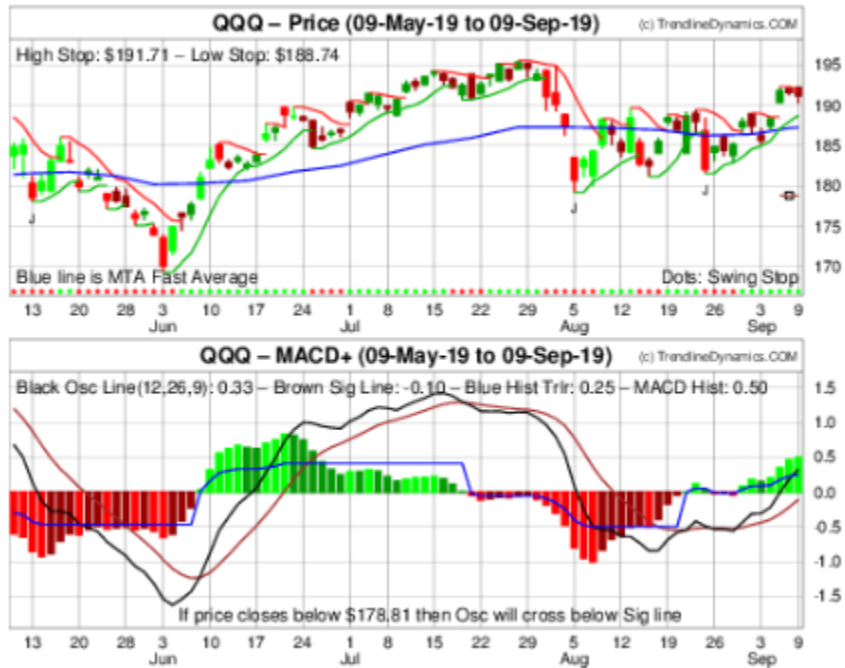 QQQ – Price (09-May-19 to 09-Sep-19) (c) TrendlineDynamics.COM
High Stop: $191.71 – Low Stop: $188.74
195
190
185
J
J
J
180
175
170
Blue line is MTA Fast Average Dots: Swing Stop
13 20 28 3 10 17 24 1 8 15 22 5 12 19 26 3 9
Jun Jul Aug Sep
QQQ – MACD+ (09-May-19 to 09-Sep-19) (c) TrendlineDynamics.COM
Black Osc Line(12,26,9): 0.33 – Brown Sig Line: -0.10 – Blue Hist Trlr: 0.25 – MACD Hist: 0.50
1.5
1.0
0.5
0.0
-0.5
-1.0
-1.5
If price closes below $178.81 then Osc will cross below Sig line
13 20 28 3 10 17 24 1 8 15 22 5 12 19 26 3 9
Jun Jul Aug Sep